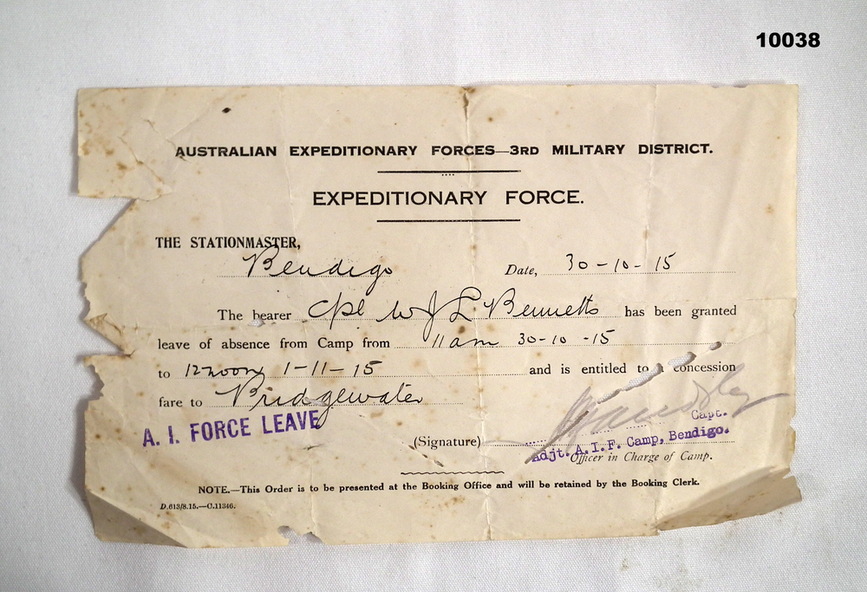 10038
AUSTRALIAN EXPEDITIONARY FORCES—3RD MILITARY DISTRICT.
EXPEDITIONARY FORCE.
THE STATIONMASTER,
Bendigo Date, 30-10-15
The bearer Cpl W J L Bennetts has been granted
leave of absence from Camp from 11 am 30-10-15
to 12 noon 1-11-15 and is entitled to concession
fare to Bridgewater
A. I. FORCE LEAVE
Capt.
(Signature)
Adjt. A.I.F. Camp, Bendigo.
Officer in Charge of Camp.
NOTE.—This Order is to be presented at the Booking Office and will be retained by the Booking Clerk.
D.613/8.15.—C.11346.